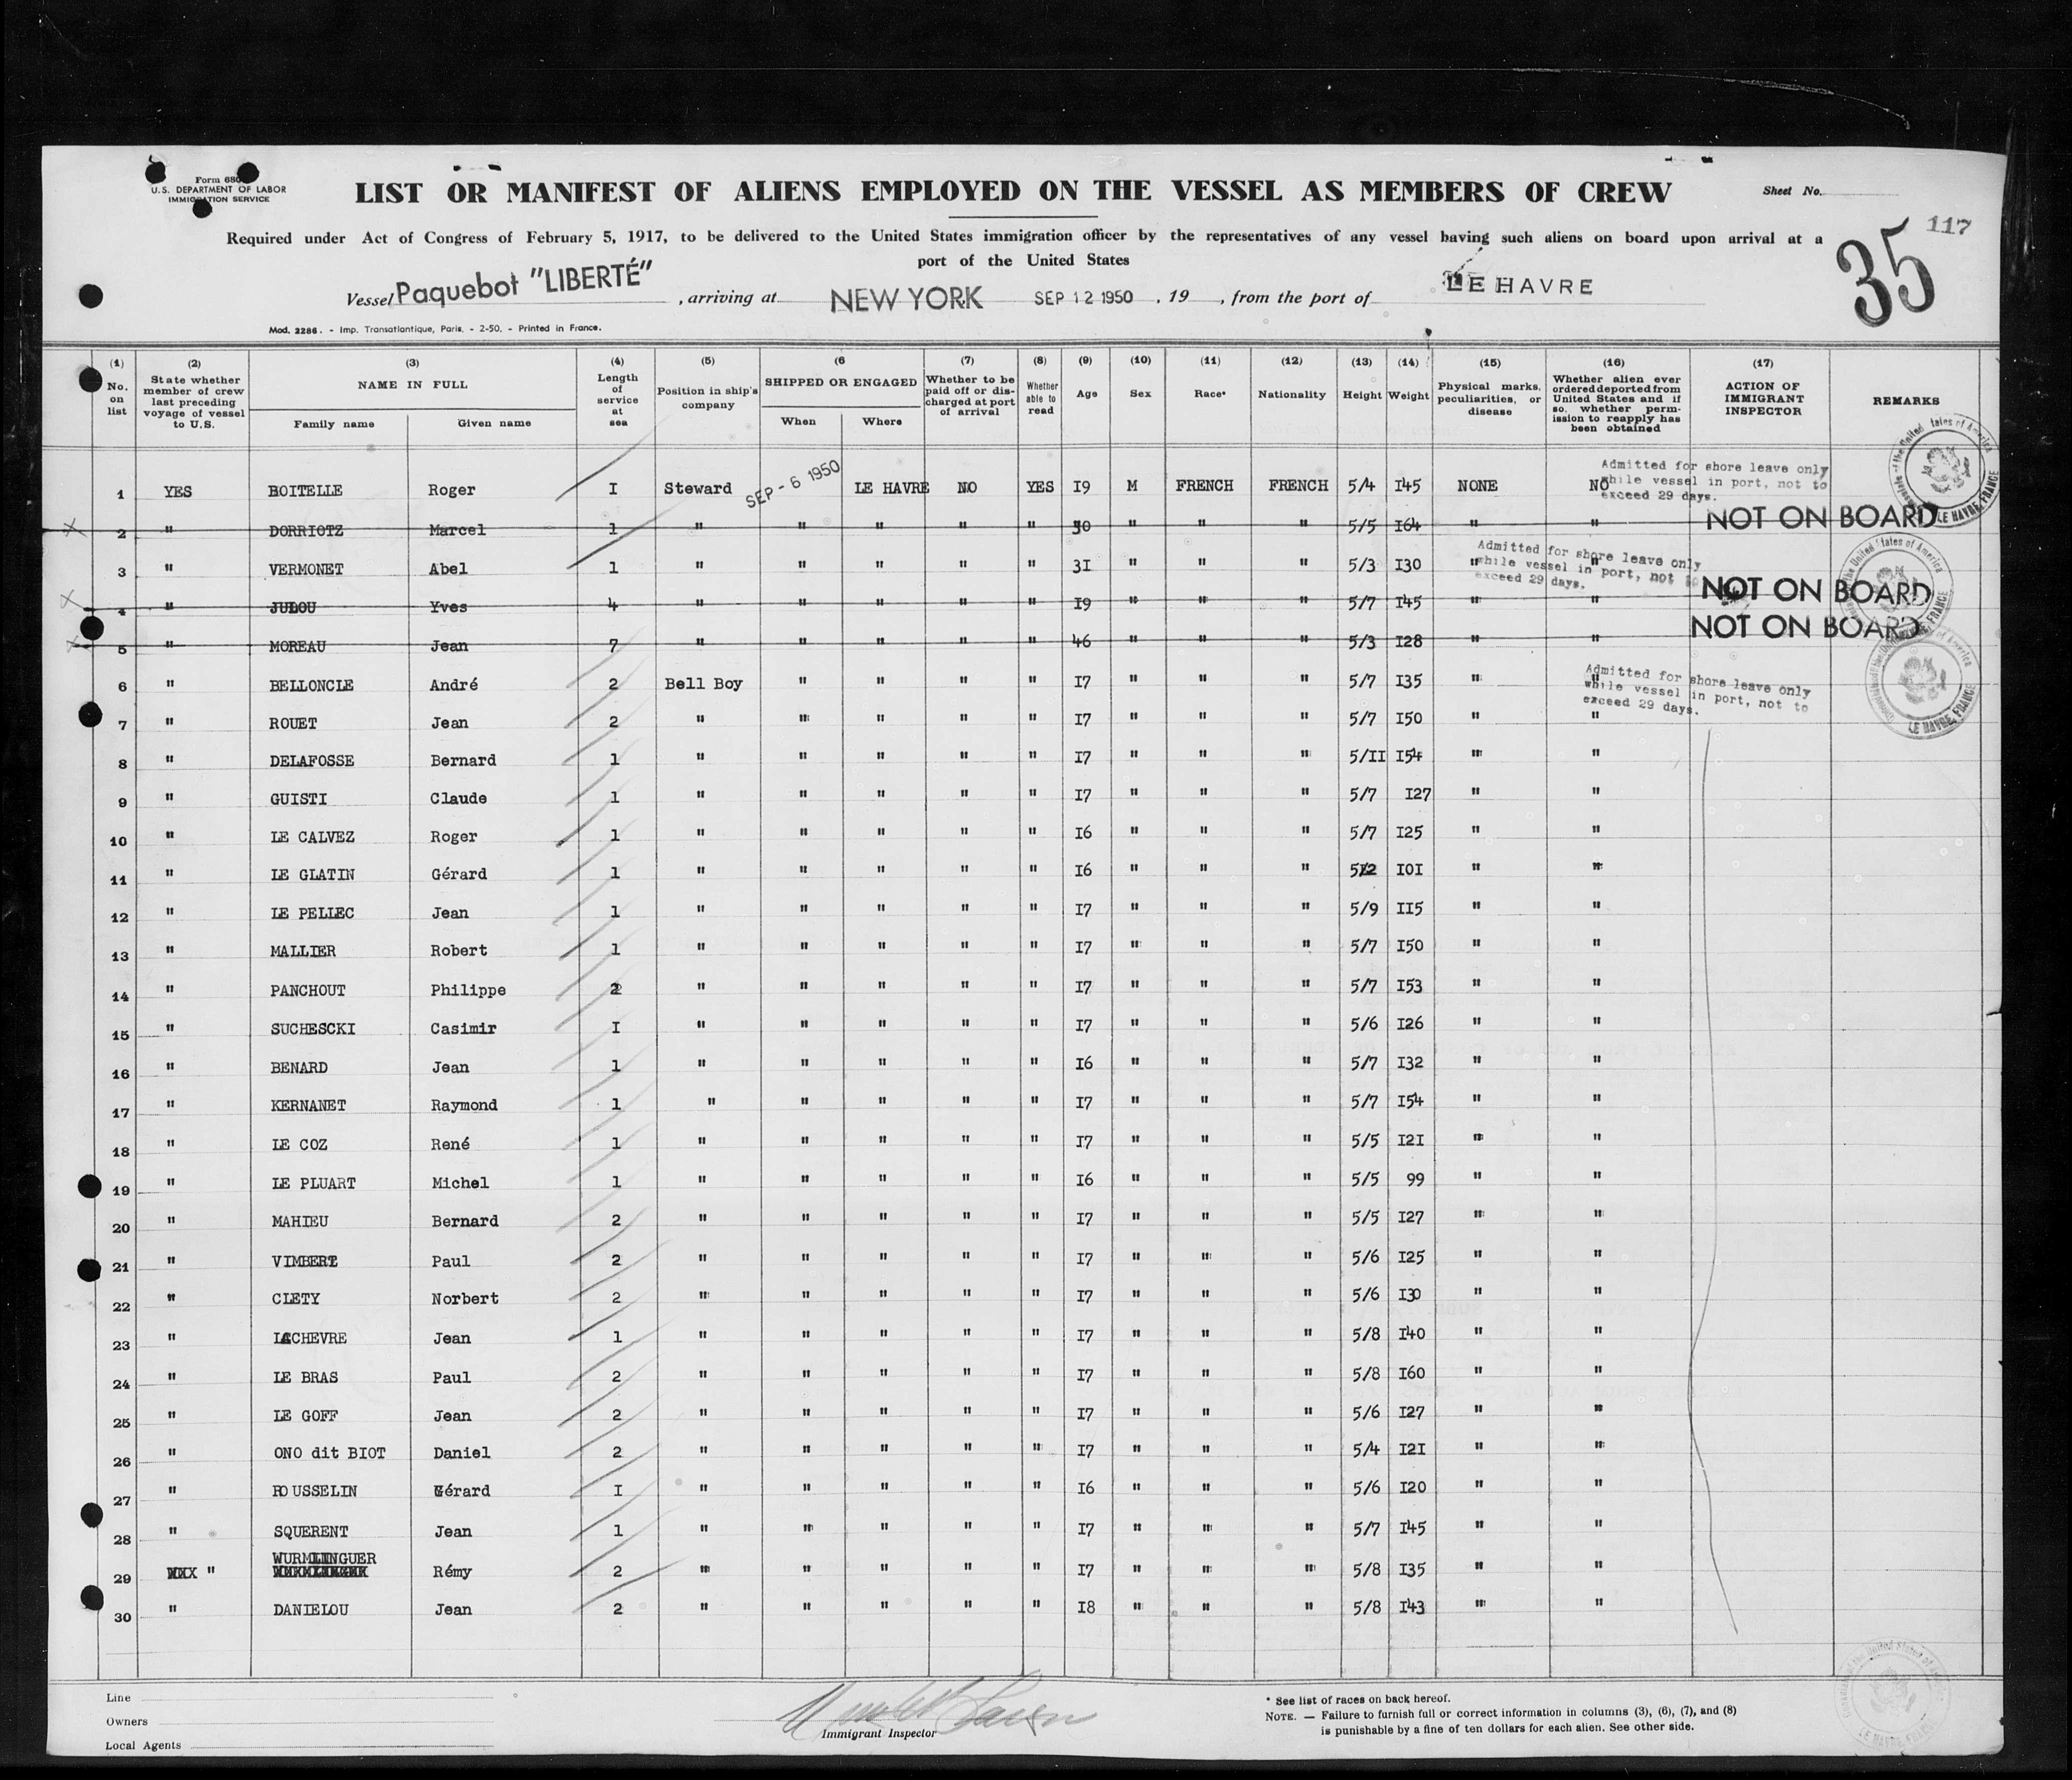 Form 680
U.S. DEPARTMENT OF LABOR
IMMIGRATION SERVICE
LIST OR MANIFEST OF ALIENS EMPLOYED ON THE VESSEL AS MEMBERS OF CREW
Sheet No.
117
35
Required under Act of Congress of February 5, 1917, to be delivered to the United States immigration officer by the representatives of any vessel having such aliens on board upon arrival at a
port of the United States
Vessel Paquebot "LIBERTÉ" , arriving at NEW YORK SEP 12 1950 , 19 , from the port of LE HAVRE
Mod. 2286. - Imp. Transatlantique, Paris. - 2-50. - Printed in France.
(1) No. on list
(2) State whether member of crew last preceding voyage of vessel to U.S.
(3) NAME IN FULL
Family name
Given name
(4) Length of service at sea
(5) Position in ship's company
(6 SHIPPED OR ENGAGED
When
Where
(7) Whether to be paid off or discharged at port of arrival
(8) Whether able to read
(9) Age
(10) Sex
(11) Race*
(12) Nationality
(13) Height
(14) Weight
(15) Physical marks, peculiarities, or disease
(16) Whether alien ever ordered deported from United States and if so, whether permission to reapply has been obtained
(17) ACTION OF IMMIGRANT INSPECTOR
REMARKS
1 YES BOITELLE Roger I Steward SEP - 6 1950 LE HAVRE NO YES I9 M FRENCH FRENCH 5/4 I45 NONE NO
Admitted for shore leave only
while vessel in port, not to
exceed 29 days.
2 " DORRIOTZ Marcel 1 " " " " " 30 " " " 5/5 I64 " " NOT ON BOARD
3 " VERMONET Abel 1 " " " " " 3I " " " 5/3 I30 " "
Admitted for shore leave only
while vessel in port, not to
exceed 29 days.
4 " JUDOU Yves 4 " " " " " I9 " " " 5/7 I45 " " NOT ON BOARD
5 " MOREAU Jean 7 " " " " " 46 " " " 5/3 I28 " " NOT ON BOARD
6 " BELLONCLE André 2 Bell Boy " " " " I7 " " " 5/7 I35 " "
Admitted for shore leave only
while vessel in port, not to
exceed 29 days.
7 " ROUET Jean 2 " " " " " I7 " " " 5/7 I50 " "
8 " DELAFOSSE Bernard 1 " " " " " I7 " " " 5/II I54 " "
9 " GUISTI Claude 1 " " " " " I7 " " " 5/7 I27 " "
10 " LE CALVEZ Roger 1 " " " " " I6 " " " 5/7 I25 " "
11 " LE GLATIN Gérard 1 " " " " " I6 " " " 5/2 IOI " "
12 " LE PELLEC Jean 1 " " " " " I7 " " " 5/9 II5 " "
13 " MALLIER Robert 1 " " " " " I7 " " " 5/7 I50 " "
14 " PANCHOUT Philippe 2 " " " " " I7 " " " 5/7 I53 " "
15 " SUCHESCKI Casimir I " " " " " I7 " " " 5/6 I26 " "
16 " BENARD Jean 1 " " " " " I6 " " " 5/7 I32 " "
17 " KERNANET Raymond 1 " " " " " I7 " " " 5/7 I54 " "
18 " LE COZ René 1 " " " " " I7 " " " 5/5 I2I " "
19 " LE PLUART Michel 1 " " " " " I6 " " " 5/5 99 " "
20 " MAHIEU Bernard 2 " " " " " I7 " " " 5/5 I27 " "
21 " VIMBERT Paul 2 " " " " " I7 " " " 5/6 I25 " "
22 " CLETY Norbert 2 " " " " " I7 " " " 5/6 I30 " "
23 " LACHEVRE Jean 1 " " " " " I7 " " " 5/8 I40 " "
24 " LE BRAS Paul 2 " " " " " I7 " " " 5/8 I60 " "
25 " LE GOFF Jean 2 " " " " " I7 " " " 5/6 I27 " "
26 " ONO dit BIOT Daniel 2 " " " " " I7 " " " 5/4 I2I " "
27 " ROUSSELIN Gérard I " " " " " I6 " " " 5/6 I20 " "
28 " SQUERENT Jean 1 " " " " " I7 " " " 5/7 I45 " "
29 " WURMLINGUER Rémy 2 " " " " " I7 " " " 5/8 I35 " "
30 " DANIELOU Jean 2 " " " " " I8 " " " 5/8 I43 " "
LE HAVRE, FRANCE
LE HAVRE, FRANCE
LE HAVRE, FRANCE
Line
Owners
Local Agents
Immigrant Inspector
* See list of races on back hereof.
NOTE. — Failure to furnish full or correct information in columns (3), (6), (7), and (8)
is punishable by a fine of ten dollars for each alien. See other side.
LE HAVRE, FRANCE